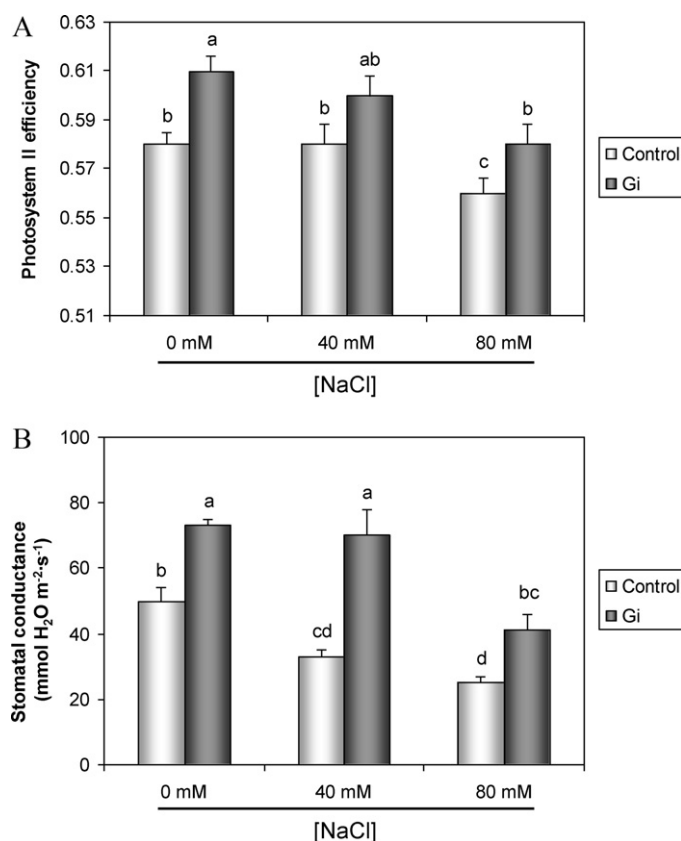 A
Photosystem II efficiency
0.63
0.61
0.59
0.57
0.55
0.53
0.51
b
a
b
ab
c
b
0 mM
40 mM
80 mM
[NaCl]
Control
Gi
B
Stomatal conductance
(mmol H₂O m⁻²·s⁻¹)
100
80
60
40
20
0
b
a
cd
a
d
bc
0 mM
40 mM
80 mM
[NaCl]
Control
Gi